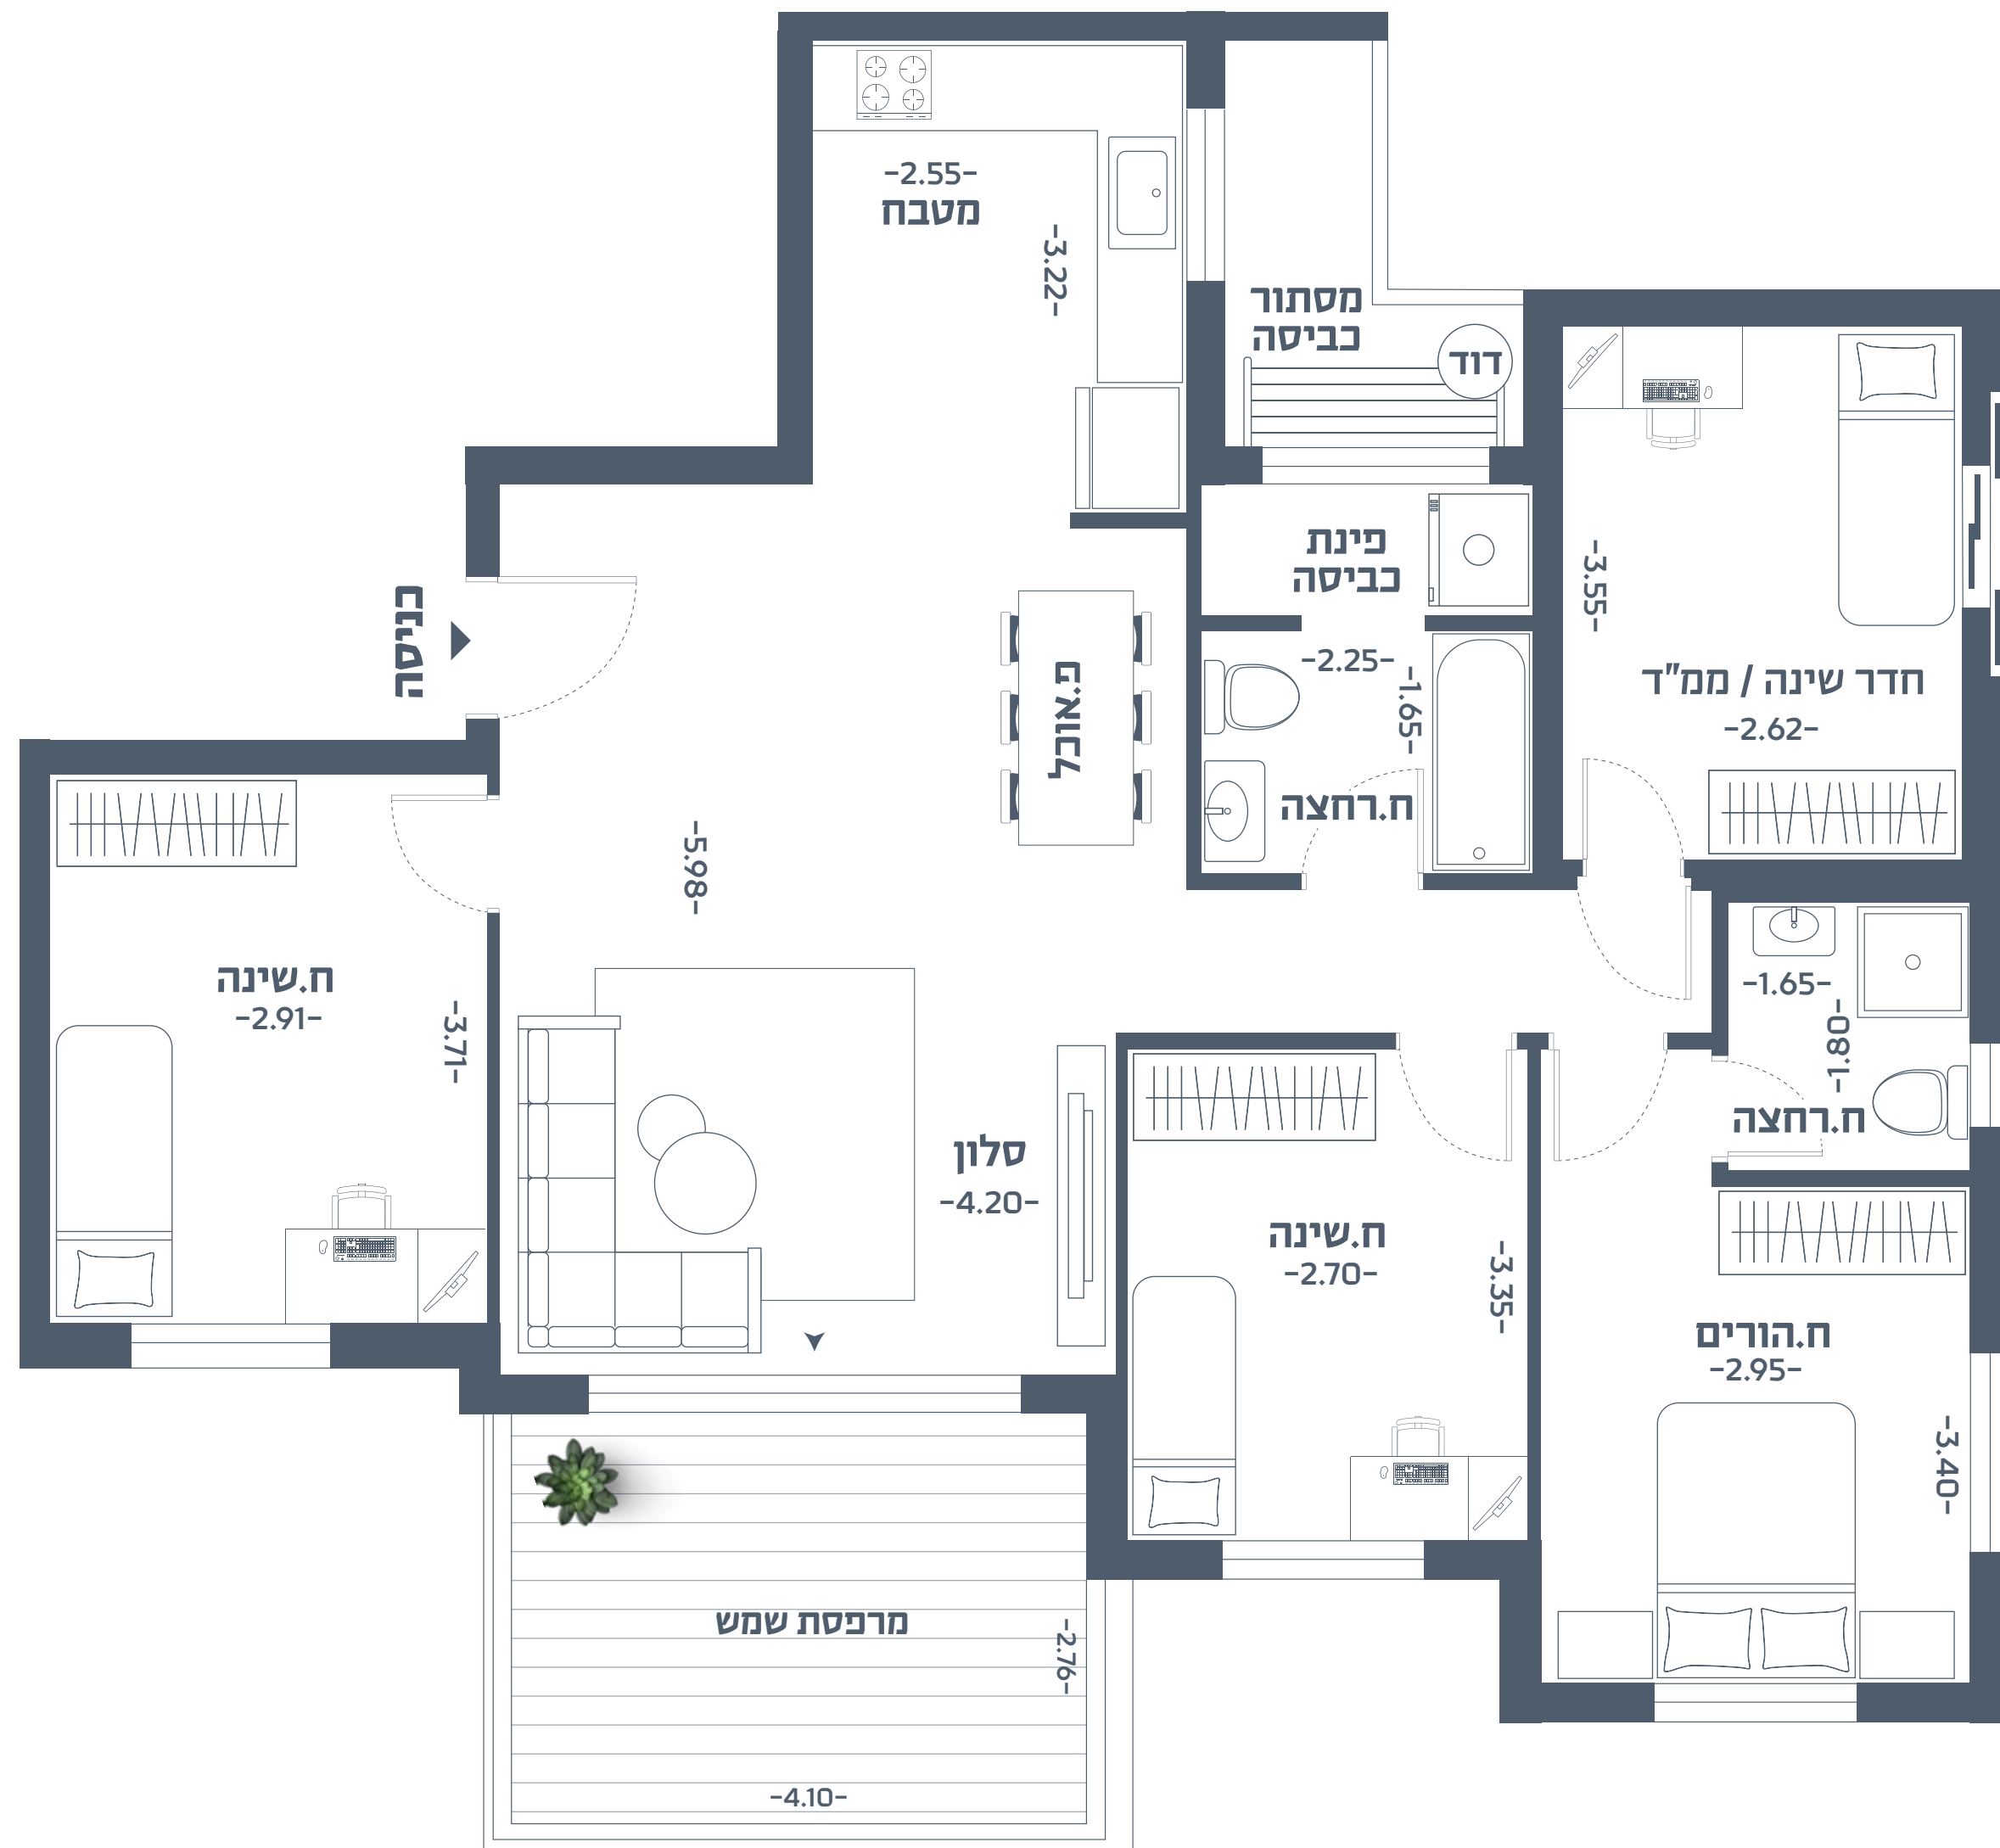 -2.55-
מטבח
-3.22-
מסתור
כביסה
דוד
פינת
כביסה
-3.55-
חדר שינה / ממ"ד
-2.62-
כניסה
פ.אוכל
-2.25-
-1.65-
ח.רחצה
-5.98-
ח.שינה
-2.91-
-3.71-
-1.65-
-1.80-
ח.רחצה
סלון
-4.20-
ח.שינה
-2.70-
-3.35-
ח.הורים
-2.95-
-3.40-
מרפסת שמש
-2.76-
-4.10-